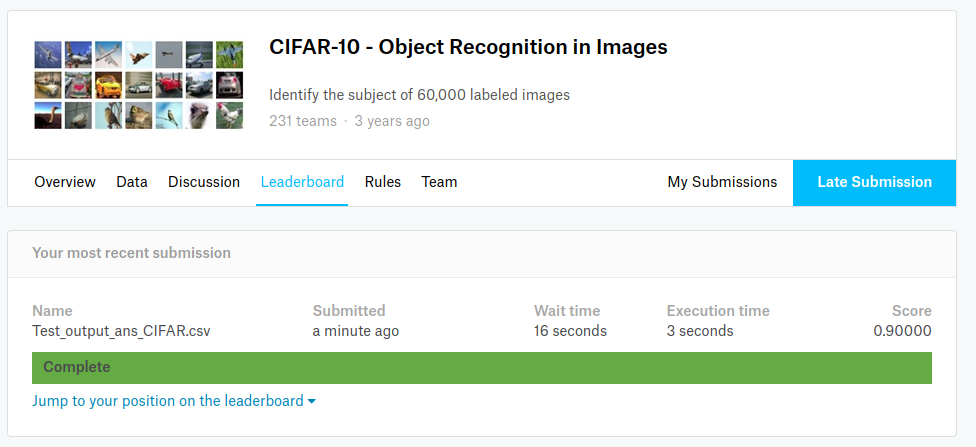 CIFAR-10 - Object Recognition in Images
Identify the subject of 60,000 labeled images
231 teams · 3 years ago
Overview Data Discussion Leaderboard Rules Team My Submissions Late Submission
Your most recent submission
Name Submitted Wait time Execution time Score
Test_output_ans_CIFAR.csv a minute ago 16 seconds 3 seconds 0.90000
Complete
Jump to your position on the leaderboard